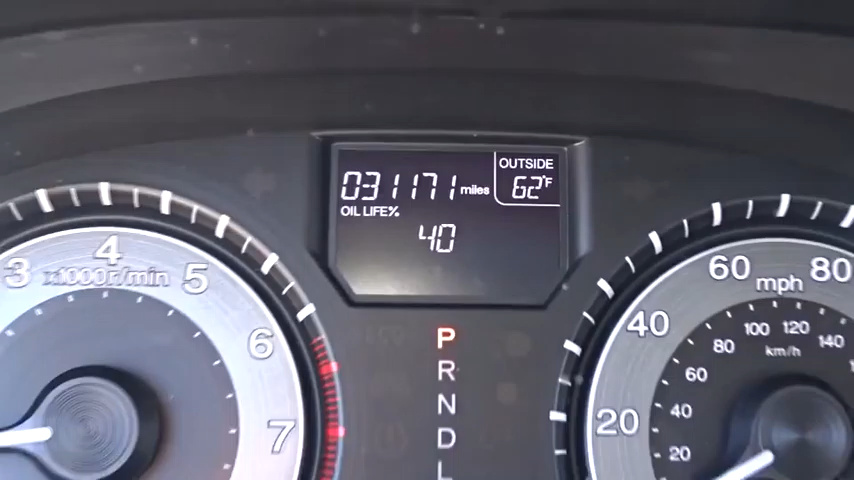 OUTSIDE
031171 miles
62°F
OIL LIFE%
40
3 4 5 6 7
x1000r/min
P
R
N
D
L
20 40 60 80
mph
20 40 60 80 100 120 140
km/h